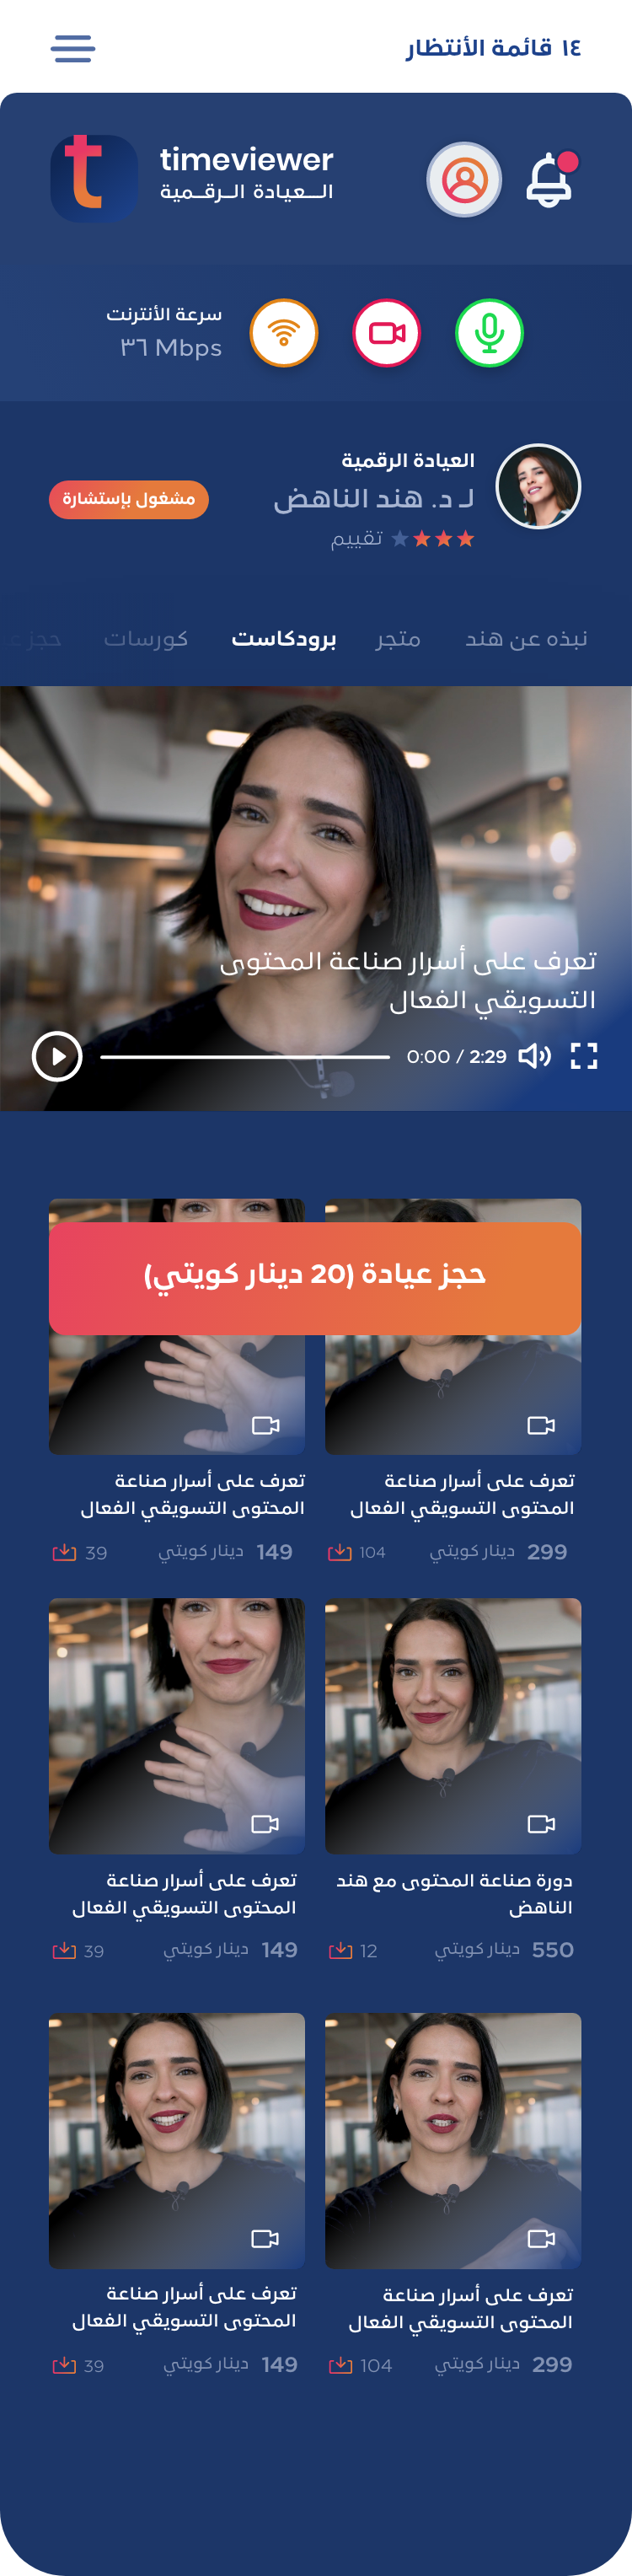 ١٤ قائمة الأنتظار
timeviewer
الــعيادة الــرقــمية
سرعة الأنترنت
٣٦ Mbps
العيادة الرقمية
لـ د. هند الناهض
تقييم
مشغول بإستشارة
نبذه عن هند
متجر
برودكاست
كورسات
حجز ع
تعرف على أسرار صناعة المحتوى
التسويقي الفعال
0:00 / 2:29
حجز عيادة (20 دينار كويتي)
تعرف على أسرار صناعة
المحتوى التسويقي الفعال
299 دينار كويتي
104
تعرف على أسرار صناعة
المحتوى التسويقي الفعال
149 دينار كويتي
39
دورة صناعة المحتوى مع هند
الناهض
550 دينار كويتي
12
تعرف على أسرار صناعة
المحتوى التسويقي الفعال
149 دينار كويتي
39
تعرف على أسرار صناعة
المحتوى التسويقي الفعال
299 دينار كويتي
104
تعرف على أسرار صناعة
المحتوى التسويقي الفعال
149 دينار كويتي
39